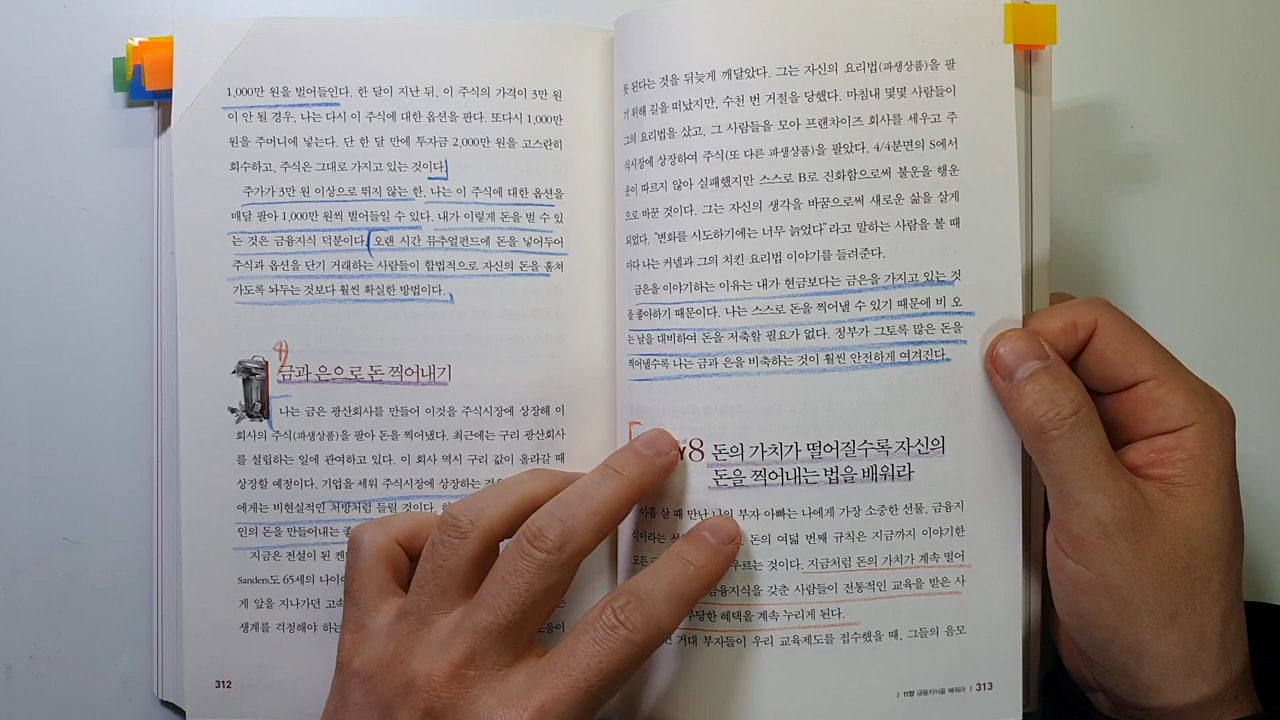 1,000만 원을 벌어들인다. 한 달이 지난 뒤, 이 주식의 가격이 3만 원
이 안 될 경우, 나는 다시 이 주식에 대한 옵션을 판다. 또다시 1,000만
원을 주머니에 넣는다. 단 한 달 만에 투자금 2,000만 원을 고스란히
회수하고, 주식은 그대로 가지고 있는 것이다.
주가가 3만 원 이상으로 뛰지 않는 한, 나는 이 주식에 대한 옵션을
매달 팔아 1,000만 원씩 벌어들일 수 있다. 내가 이렇게 돈을 벌 수 있
는 것은 금융지식 덕분이다. 오랜 시간 뮤추얼펀드에 돈을 넣어두어
주식과 옵션을 단기 거래하는 사람들이 합법적으로 자신의 돈을 훔쳐
가도록 놔두는 것보다 훨씬 확실한 방법이다.
4
금과 은으로 돈 찍어내기
나는 금은 광산회사를 만들어 이것을 주식시장에 상장해 이
회사의 주식(파생상품)을 팔아 돈을 찍어냈다. 최근에는 구리 광산회사
를 설립하는 일에 관여하고 있다. 이 회사 역시 구리 값이 올라갈 때
상장할 예정이다. 기업을 세워 주식시장에 상장하는
에게는 비현실적인 처방처럼 들릴 것이다.
인의 돈을 만들어내는
지금은 전설이 된
Sanders도 65세의
게 앞을 지나가던
생계를 걱정해야
312
못 된다는 것을 뒤늦게 깨달았다. 그는 자신의 요리법(파생상품)을 팔
기 위해 길을 떠났지만, 수천 번 거절을 당했다. 마침내 몇몇 사람들이
그의 요리법을 샀고, 그 사람들을 모아 프랜차이즈 회사를 세우고 주
식시장에 상장하여 주식(또 다른 파생상품)을 팔았다. 4/4분면의 S에서
운이 따르지 않아 실패했지만 스스로 B로 진화함으로써 불운을 행운
으로 바꾼 것이다. 그는 자신의 생각을 바꿈으로써 새로운 삶을 살게
되었다. “변화를 시도하기에는 너무 늙었다”라고 말하는 사람을 볼 때
마다 나는 커넬과 그의 치킨 요리법 이야기를 들려준다.
금은을 이야기하는 이유는 내가 현금보다는 금은을 가지고 있는 것
을 좋아하기 때문이다. 나는 스스로 돈을 찍어낼 수 있기 때문에 비 오
는 날을 대비하여 돈을 저축할 필요가 없다. 정부가 그토록 많은 돈을
찍어낼수록 나는 금과 은을 비축하는 것이 훨씬 안전하게 여겨진다.
8 돈의 가치가 떨어질수록 자신의
돈을 찍어내는 법을 배워라
아홉 살 때 만난 나의 부자 아빠는 나에게 가장 소중한 선물, 금융지
식이라는 돈의 여덟 번째 규칙은 지금까지 이야기한
모든 것이다. 지금처럼 돈의 가치가 계속 떨어
금융지식을 갖춘 사람들이 전통적인 교육을 받은 사
부당한 혜택을 계속 누리게 된다.
거대 부자들이 우리 교육제도를 접수했을 때, 그들의 음모
11장 금융지식을 배워라 | 313